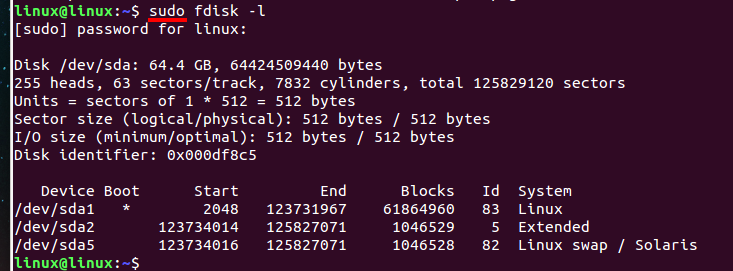 linux@linux:~$ sudo fdisk -l
[sudo] password for linux:
Disk /dev/sda: 64.4 GB, 64424509440 bytes
255 heads, 63 sectors/track, 7832 cylinders, total 125829120 sectors
Units = sectors of 1 * 512 = 512 bytes
Sector size (logical/physical): 512 bytes / 512 bytes
I/O size (minimum/optimal): 512 bytes / 512 bytes
Disk identifier: 0x000df8c5
Device Boot Start End Blocks Id System
/dev/sda1 * 2048 123731967 61864960 83 Linux
/dev/sda2 123734014 125827071 1046529 5 Extended
/dev/sda5 123734016 125827071 1046528 82 Linux swap / Solaris
linux@linux:~$